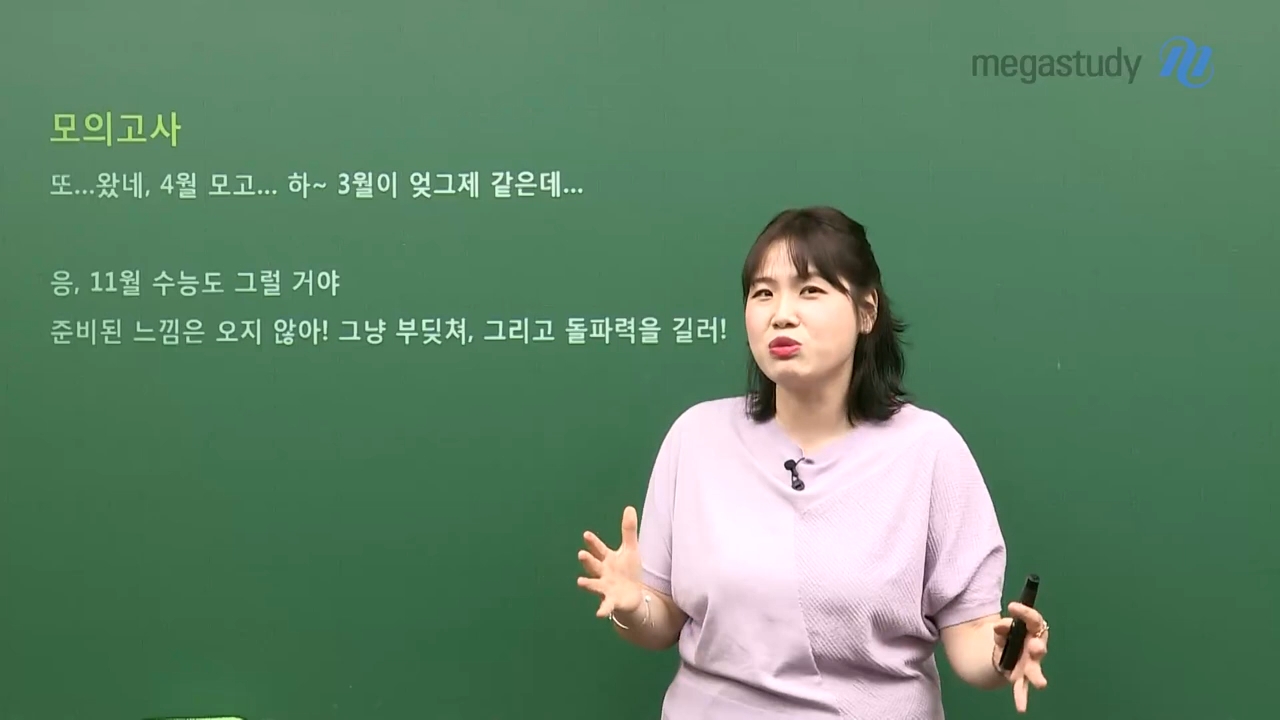 megastudy
모의고사
또...왔네, 4월 모고... 하~ 3월이 엊그제 같은데...
응, 11월 수능도 그럴 거야
준비된 느낌은 오지 않아! 그냥 부딪쳐, 그리고 돌파력을 길러!